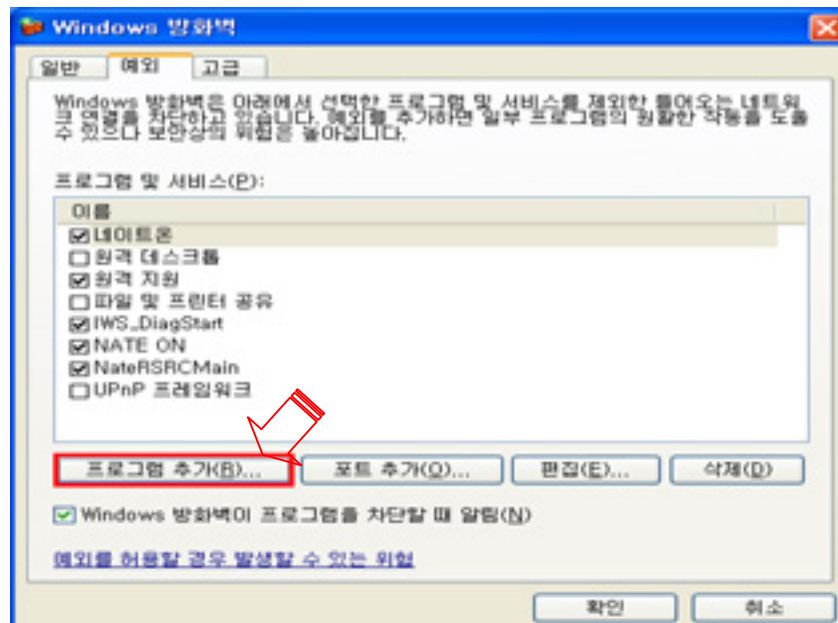 Windows 방화벽
일반 예외 고급
Windows 방화벽은 아래에서 선택한 프로그램 및 서비스를 제외한 들어오는 네트워
크 연결을 차단하고 있습니다. 예외를 추가하면 일부 프로그램의 원활한 작동을 도울
수 있으나 보안상의 위험은 높아집니다.
프로그램 및 서비스(P):
이름
네이트온
원격 데스크톱
원격 지원
파일 및 프린터 공유
IWS_DiagStart
NATE ON
NateRSRCMain
UPnP 프레임워크
프로그램 추가(R)... 포트 추가(O)... 편집(E)... 삭제(D)
Windows 방화벽이 프로그램을 차단할 때 알림(N)
예외를 허용할 경우 발생할 수 있는 위험
확인 취소